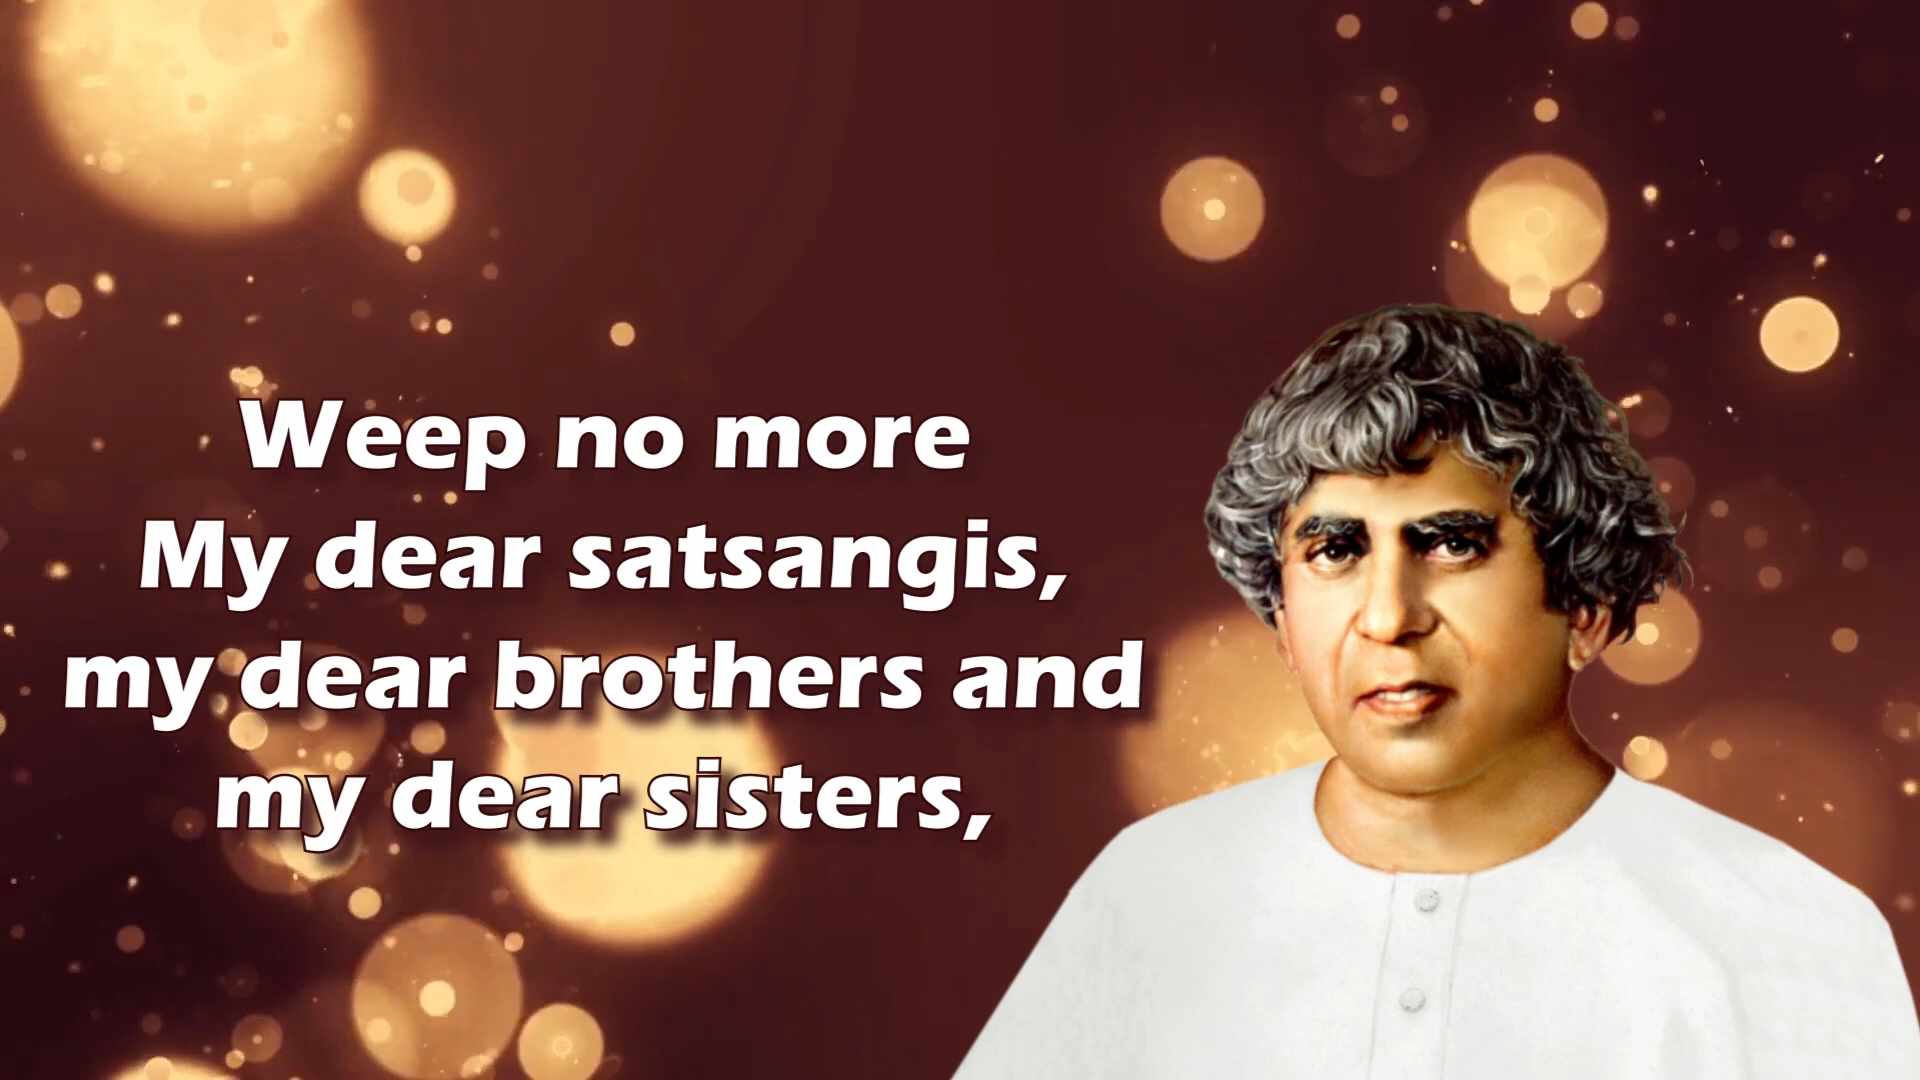 Weep no more
My dear satsangis,
my dear brothers and
my dear sisters,